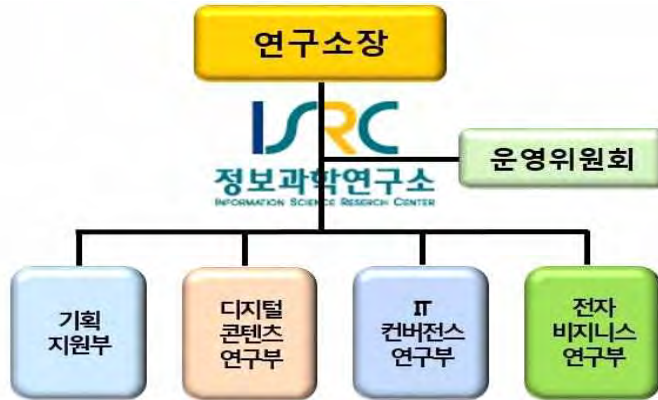 연구소장
ISRC
정보과학연구소
INFORMATION SCIENCE RESERCH CENTER
운영위원회
기획
지원부
디지털
콘텐츠
연구부
IT
컨버전스
연구부
전자
비지니스
연구부